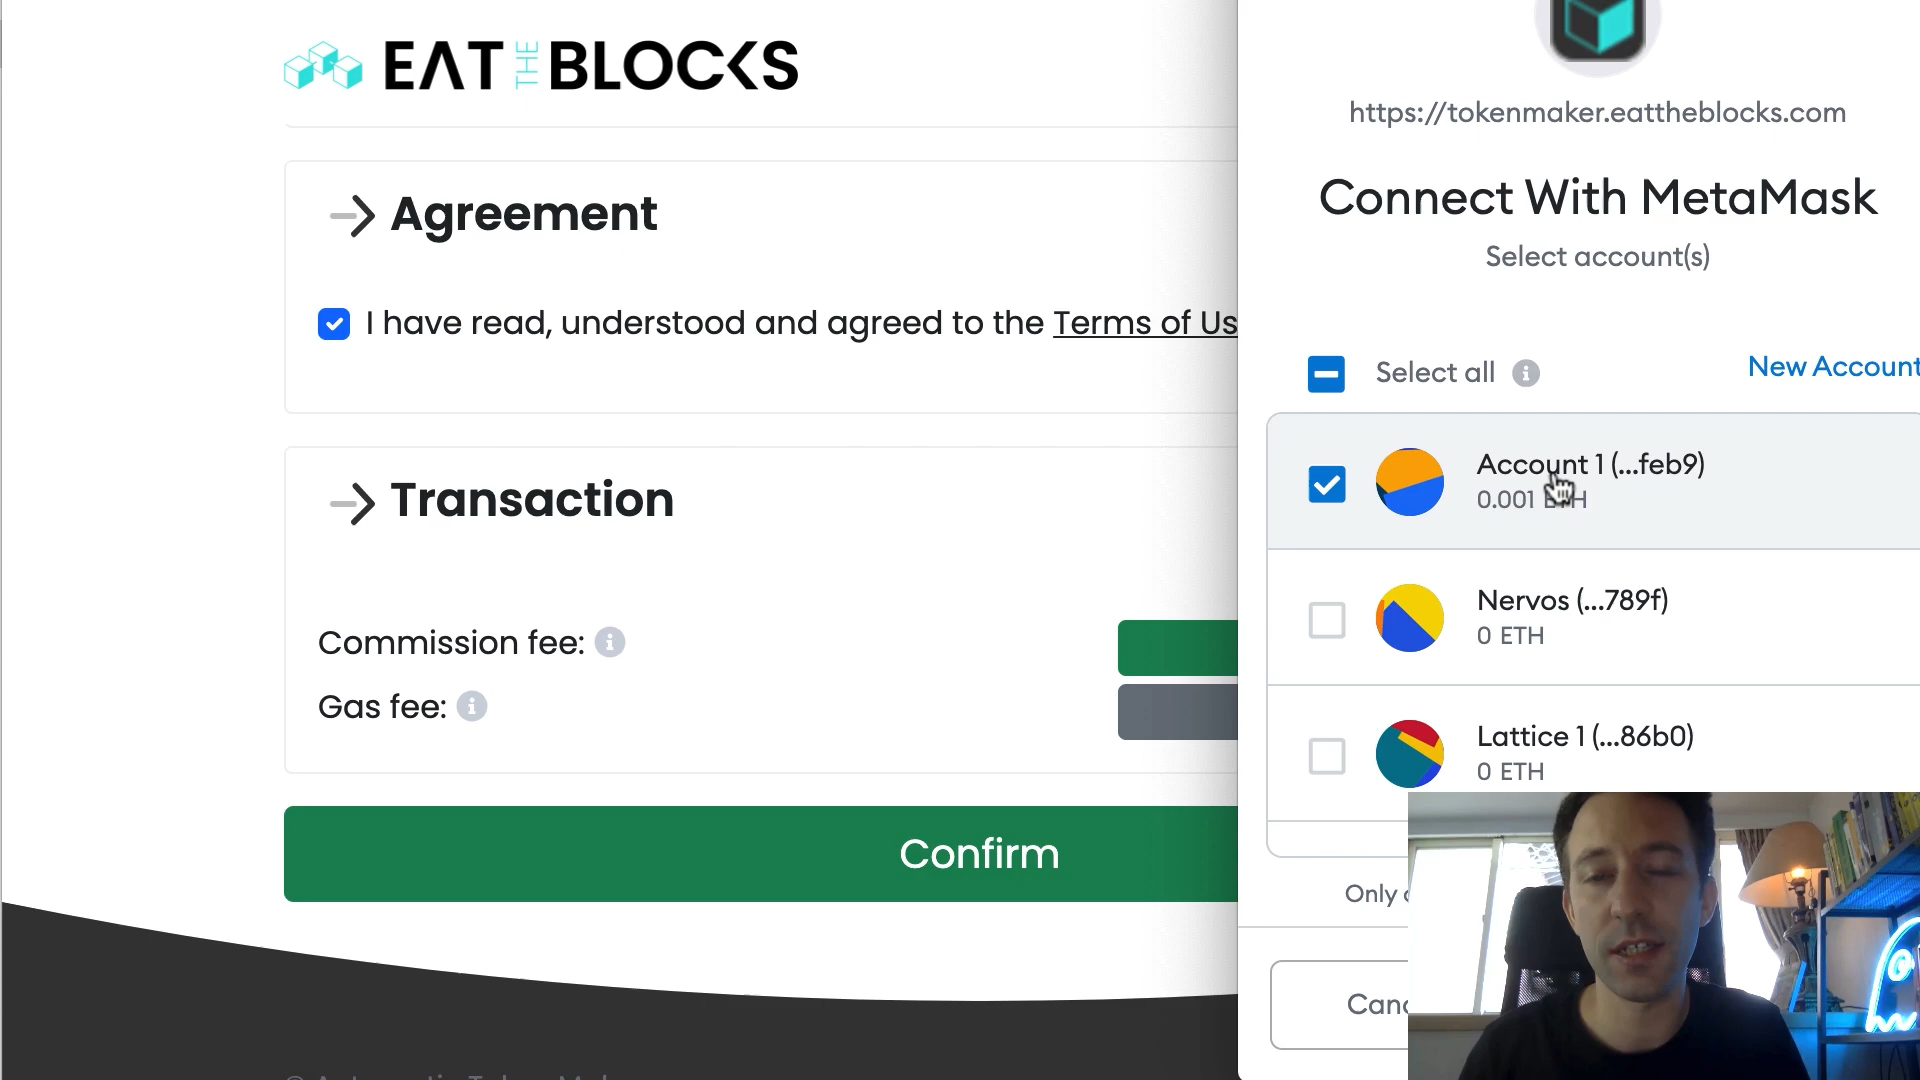 EAT THE BLOCKS
Agreement
I have read, understood and agreed to the Terms of Us
Transaction
Commission fee:
Gas fee:
Confirm
https://tokenmaker.eattheblocks.com
Connect With MetaMask
Select account(s)
Select all
New Account
Account 1 (...feb9)
0.001 ETH
Nervos (...789f)
0 ETH
Lattice 1 (...86b0)
0 ETH
Only
Canc